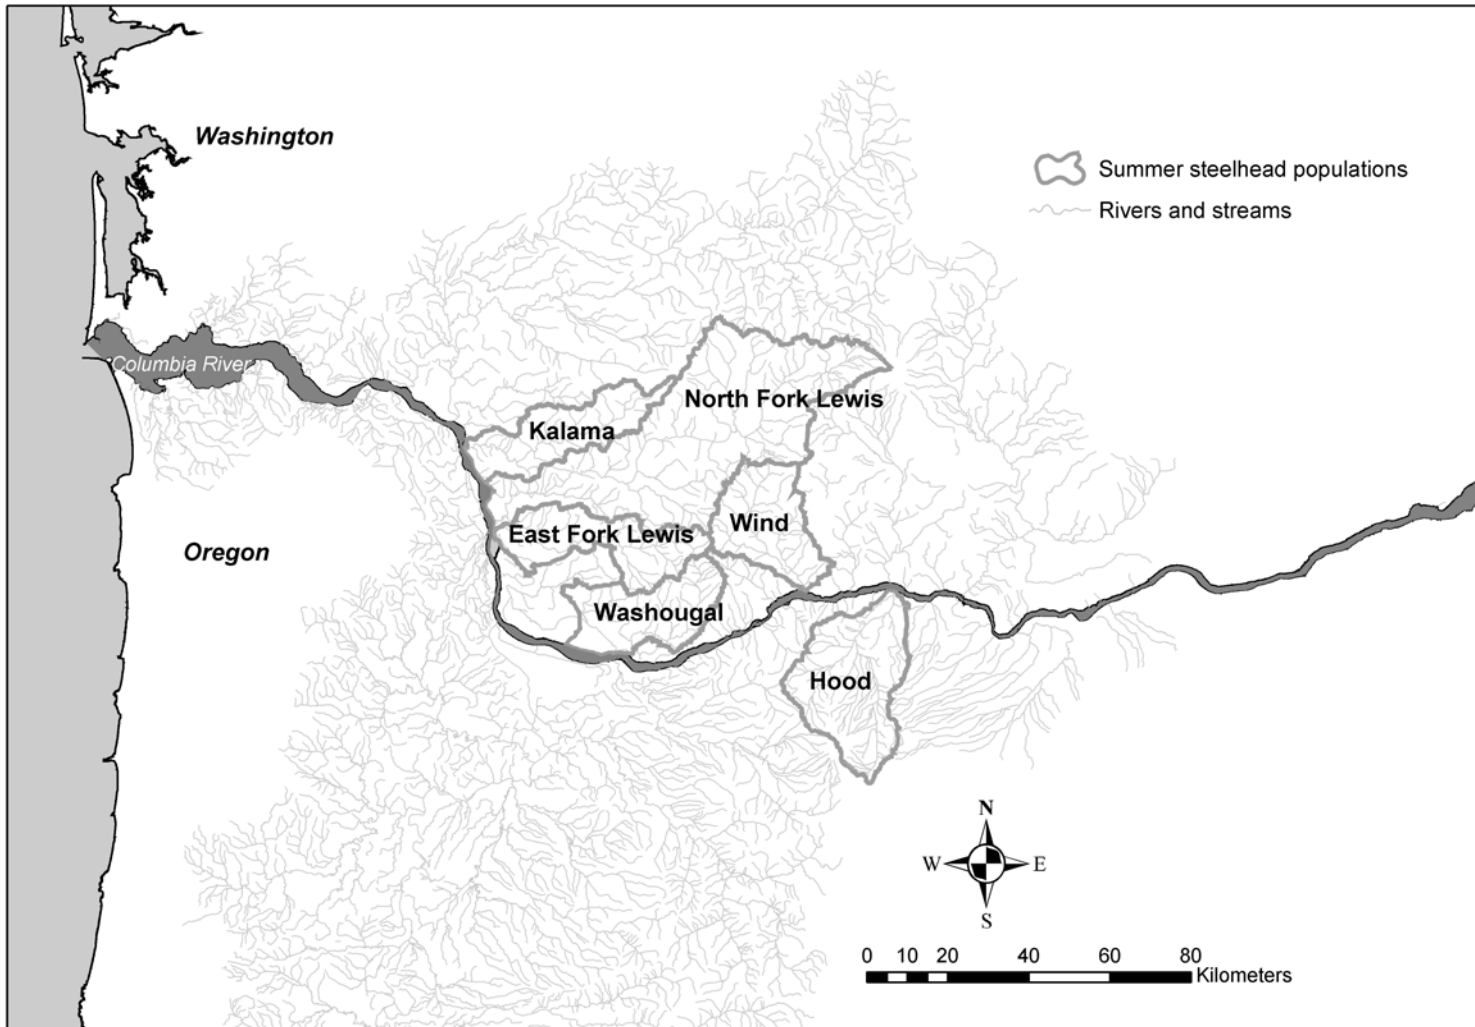 Washington
Summer steelhead populations
Rivers and streams
Columbia River
North Fork Lewis
Kalama
Wind
East Fork Lewis
Oregon
Washougal
Hood
N
W E
S
0 10 20 40 60 80
Kilometers